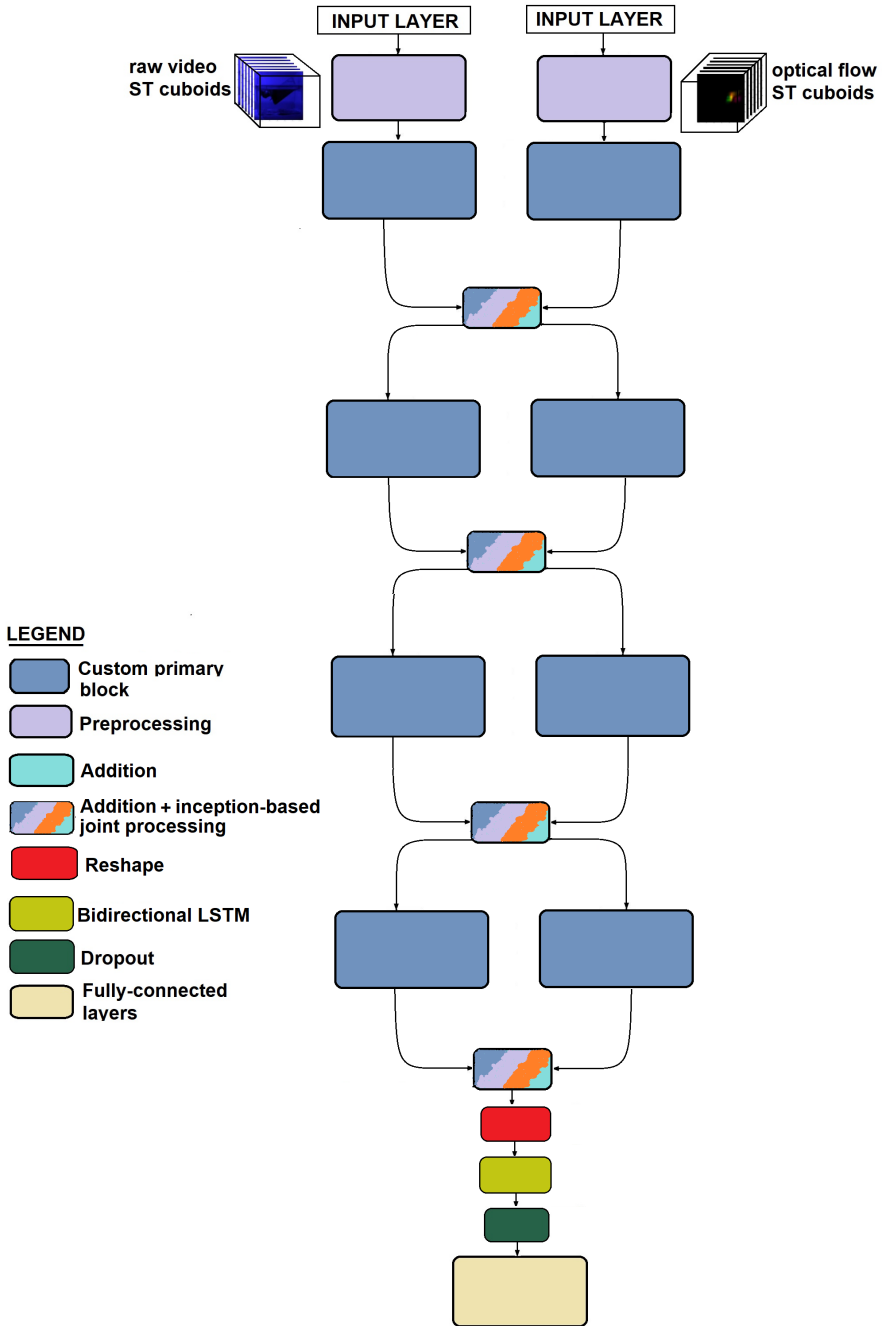 INPUT LAYER
INPUT LAYER
raw video
ST cuboids
optical flow
ST cuboids
LEGEND
Custom primary
block
Preprocessing
Addition
Addition + inception-based
joint processing
Reshape
Bidirectional LSTM
Dropout
Fully-connected
layers